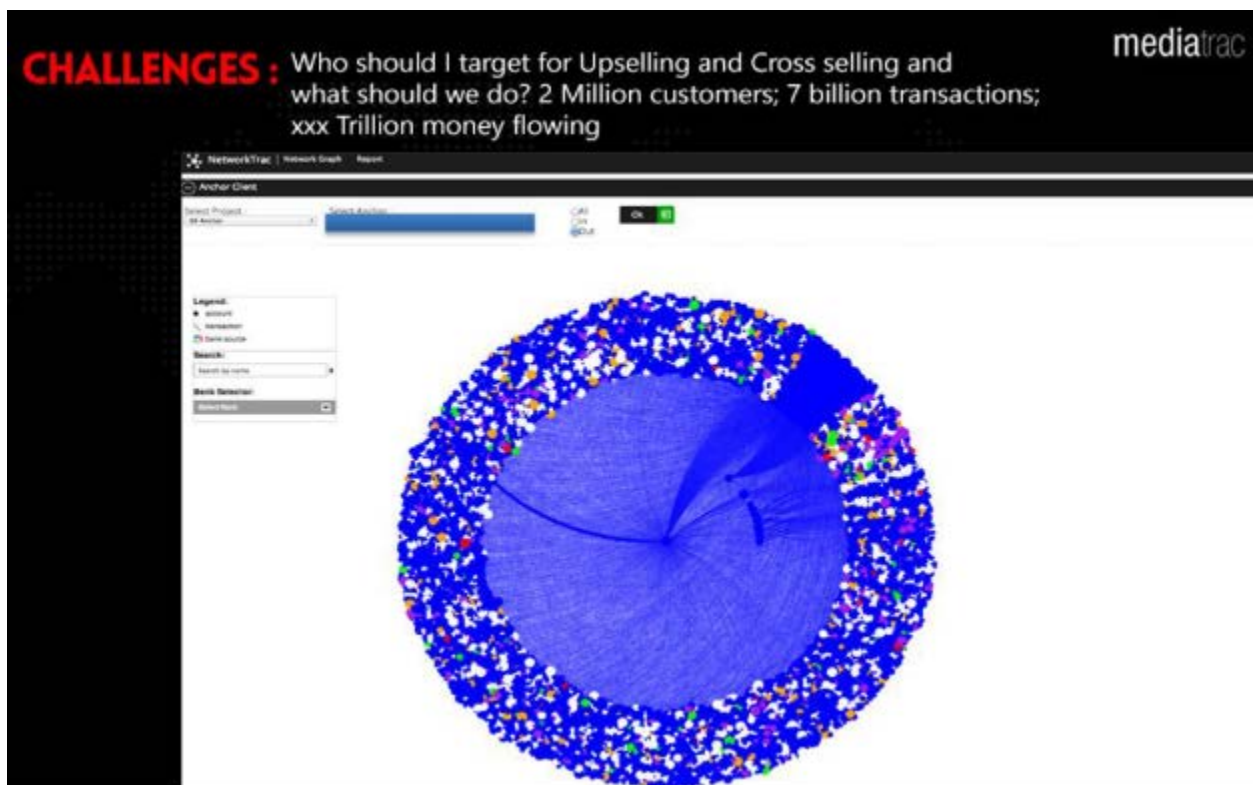 mediatrac
CHALLENGES : Who should I target for Upselling and Cross selling and
what should we do? 2 Million customers; 7 billion transactions;
xxx Trillion money flowing
NetworkTrac | Network Graph Report
Anchor Client
Select Project Select Anchor
All
In
Out
Ok
Legend:
account
transaction
bank source
Search:
Search by name
Bank Selector:
Select Bank